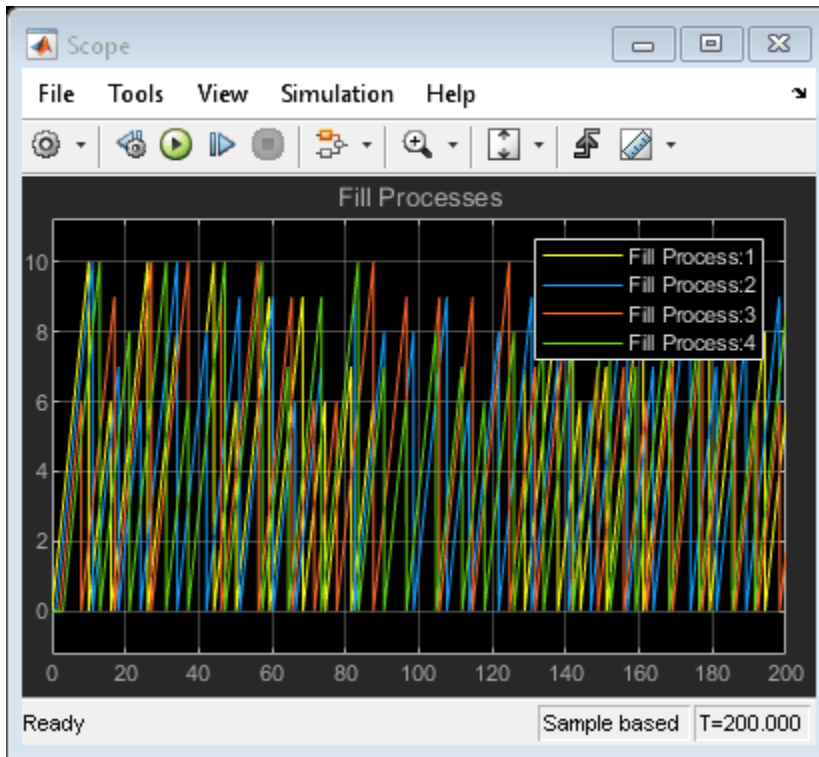 Scope
File Tools View Simulation Help
Fill Processes
Fill Process:1
Fill Process:2
Fill Process:3
Fill Process:4
10
8
6
4
2
0
0 20 40 60 80 100 120 140 160 180 200
Ready Sample based T=200.000